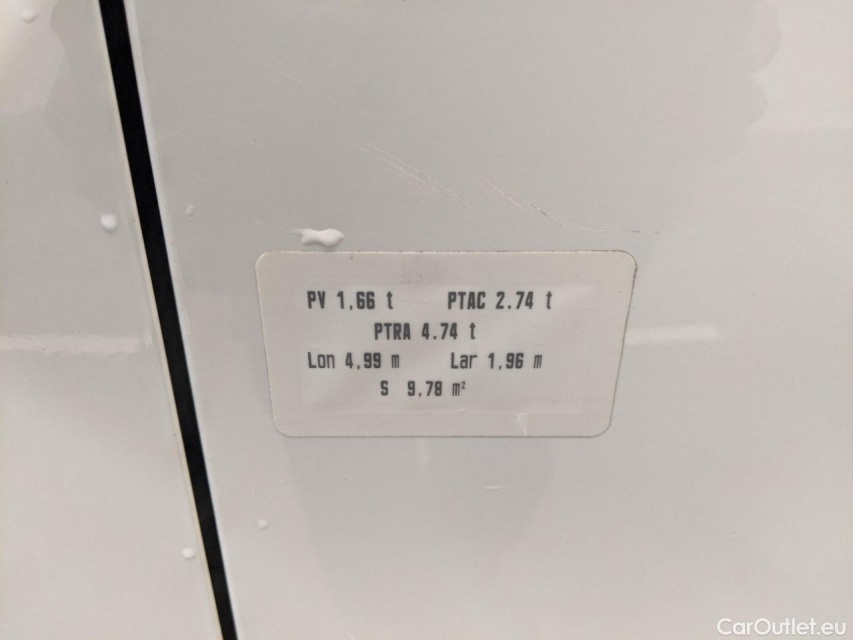 PV 1,66 t PTAC 2.74 t
PTRA 4.74 t
Lon 4,99 m Lar 1,96 m
S 9,78 m²
CarOutlet.eu